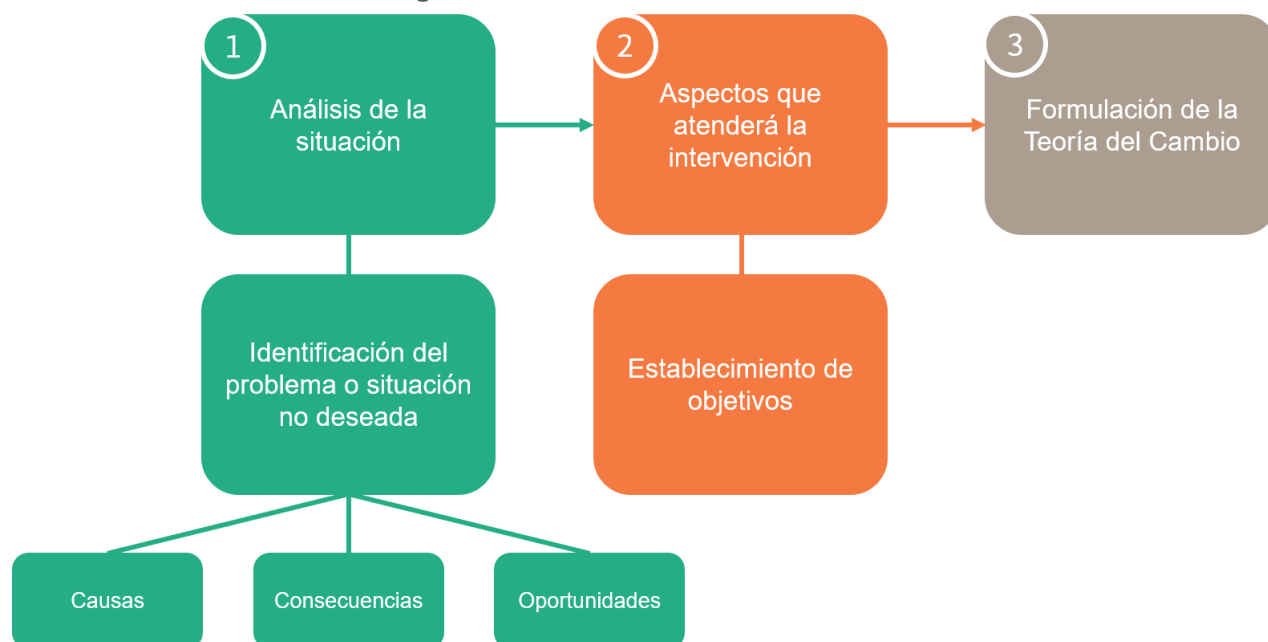 1
Análisis de la
situación
2
Aspectos que
atenderá la
intervención
3
Formulación de la
Teoría del Cambio
Identificación del
problema o situación
no deseada
Establecimiento de
objetivos
Causas
Consecuencias
Oportunidades